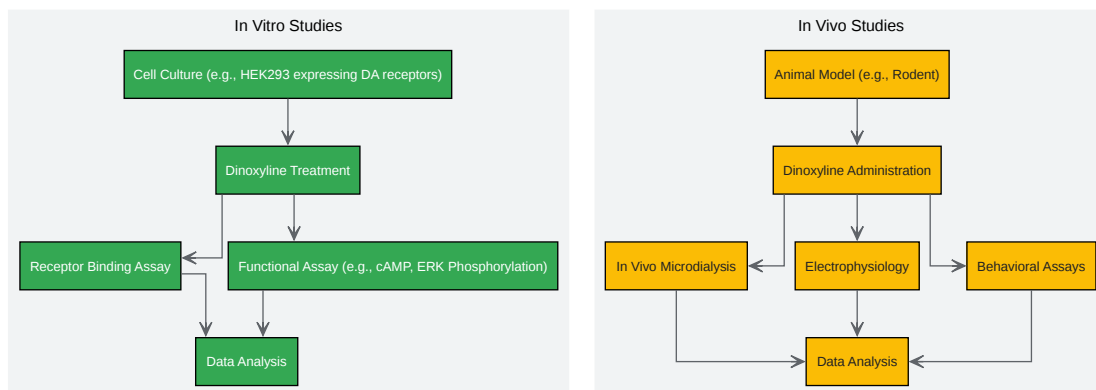 In Vitro Studies
Cell Culture (e.g., HEK293 expressing DA receptors)
Dinoxyline Treatment
Receptor Binding Assay
Functional Assay (e.g., cAMP, ERK Phosphorylation)
Data Analysis
In Vivo Studies
Animal Model (e.g., Rodent)
Dinoxyline Administration
In Vivo Microdialysis
Electrophysiology
Behavioral Assays
Data Analysis